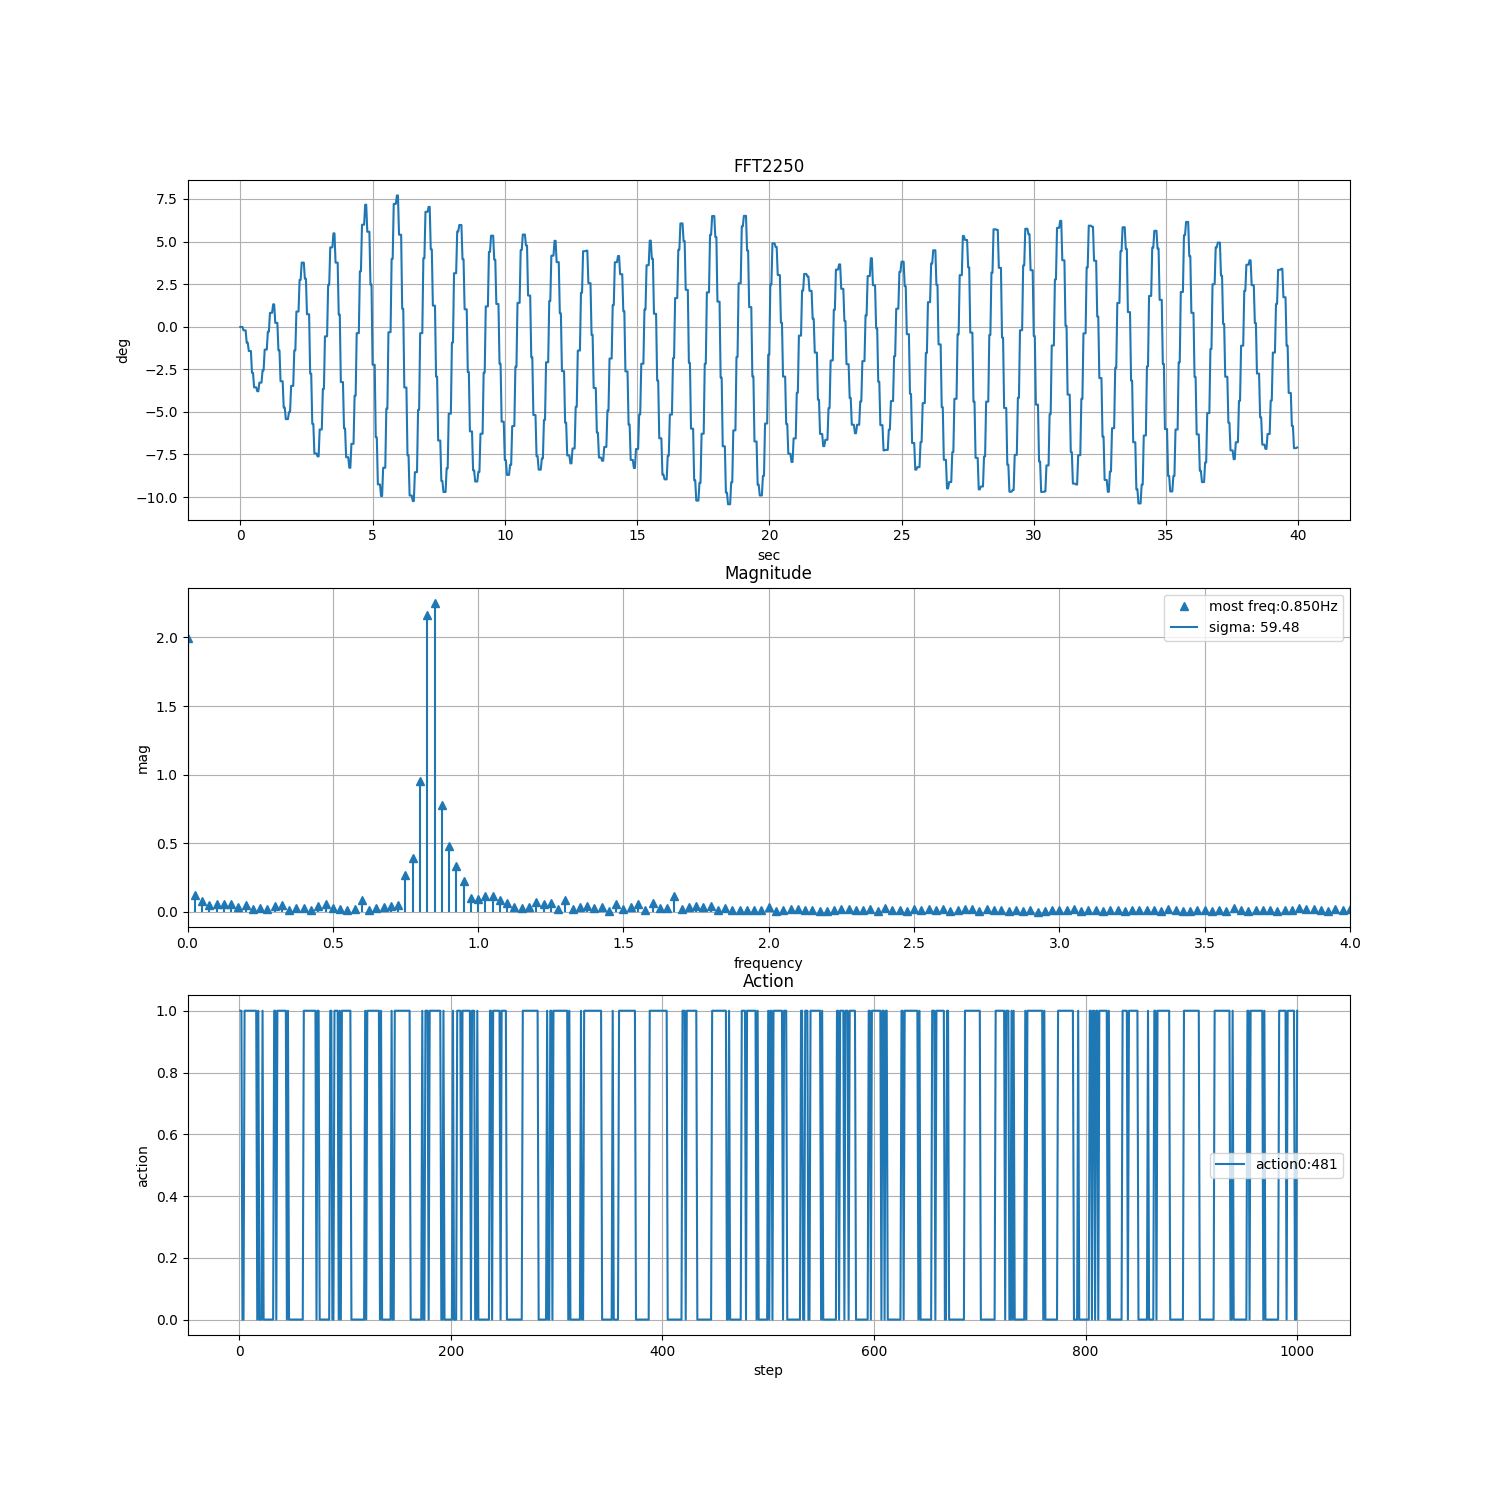 FFT2250
7.5
5.0
2.5
0.0
−2.5
−5.0
−7.5
−10.0
deg
0 5 10 15 20 25 30 35 40
sec
Magnitude
most freq:0.850Hz
sigma: 59.48
2.0
1.5
1.0
0.5
0.0
mag
0.0 0.5 1.0 1.5 2.0 2.5 3.0 3.5 4.0
frequency
Action
1.0
0.8
0.6
0.4
0.2
0.0
action
action0:481
0 200 400 600 800 1000
step